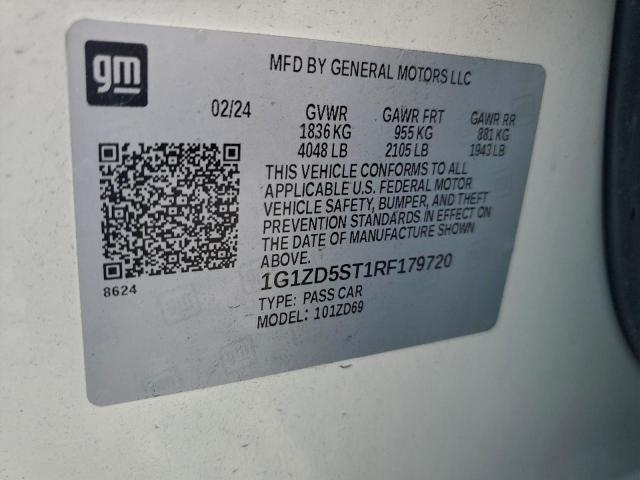 gm
MFD BY GENERAL MOTORS LLC
02/24 GVWR GAWR FRT GAWR RR
1836 KG 955 KG 881 KG
4048 LB 2105 LB 1943 LB
THIS VEHICLE CONFORMS TO ALL
APPLICABLE U.S. FEDERAL MOTOR
VEHICLE SAFETY, BUMPER, AND THEFT
PREVENTION STANDARDS IN EFFECT ON
THE DATE OF MANUFACTURE SHOWN
ABOVE.
8624
1G1ZD5ST1RF179720
TYPE: PASS CAR
MODEL: 101ZD69